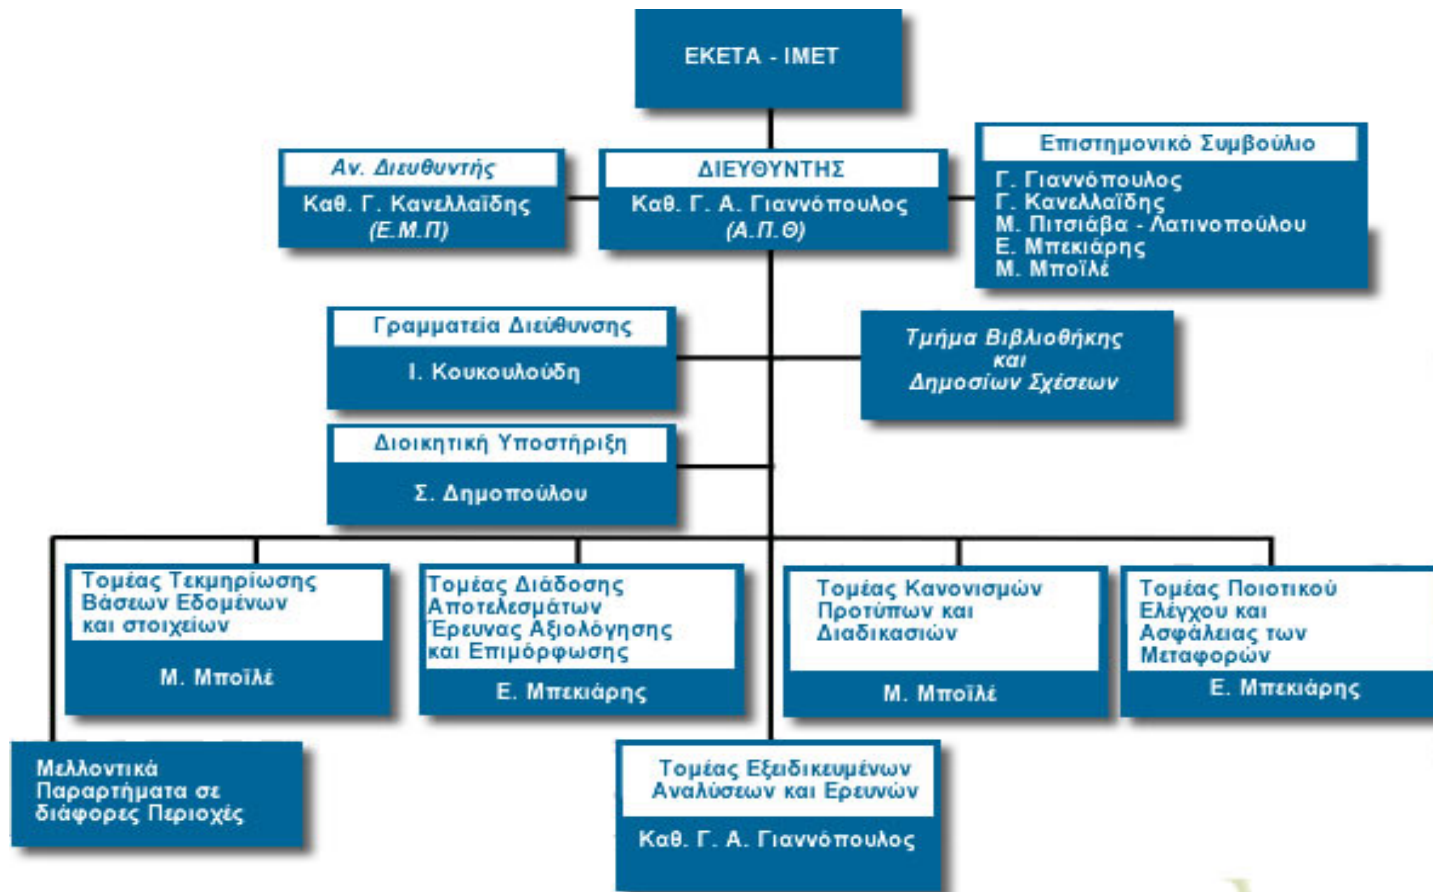 ΕΚΕΤΑ - ΙΜΕΤ
Αν. Διευθυντής
Καθ. Γ. Κανελλαΐδης
(Ε.Μ.Π)
ΔΙΕΥΘΥΝΤΗΣ
Καθ. Γ. Α. Γιαννόπουλος
(Α.Π.Θ)
Επιστημονικό Συμβούλιο
Γ. Γιαννόπουλος
Γ. Κανελλαΐδης
Μ. Πιτσιάβα - Λατινοπούλου
Ε. Μπεκιάρης
Μ. Μποϊλέ
Γραμματεία Διεύθυνσης
Ι. Κουκουλούδη
Τμήμα Βιβλιοθήκης
και
Δημοσίων Σχέσεων
Διοικητική Υποστήριξη
Σ. Δημοπούλου
Τομέας Τεκμηρίωσης
Βάσεων Εδομένων
και στοιχείων
Μ. Μποϊλέ
Τομέας Διάδοσης
Αποτελεσμάτων
Έρευνας Αξιολόγησης
και Επιμόρφωσης
Ε. Μπεκιάρης
Τομέας Κανονισμών
Προτύπων και
Διαδικασιών
Μ. Μποϊλέ
Τομέας Ποιοτικού
Ελέγχου και
Ασφάλειας των
Μεταφορών
Ε. Μπεκιάρης
Μελλοντικά
Παραρτήματα σε
διάφορες Περιοχές
Τομέας Εξειδικευμένων
Αναλύσεων και Ερευνών
Καθ. Γ. Α. Γιαννόπουλος